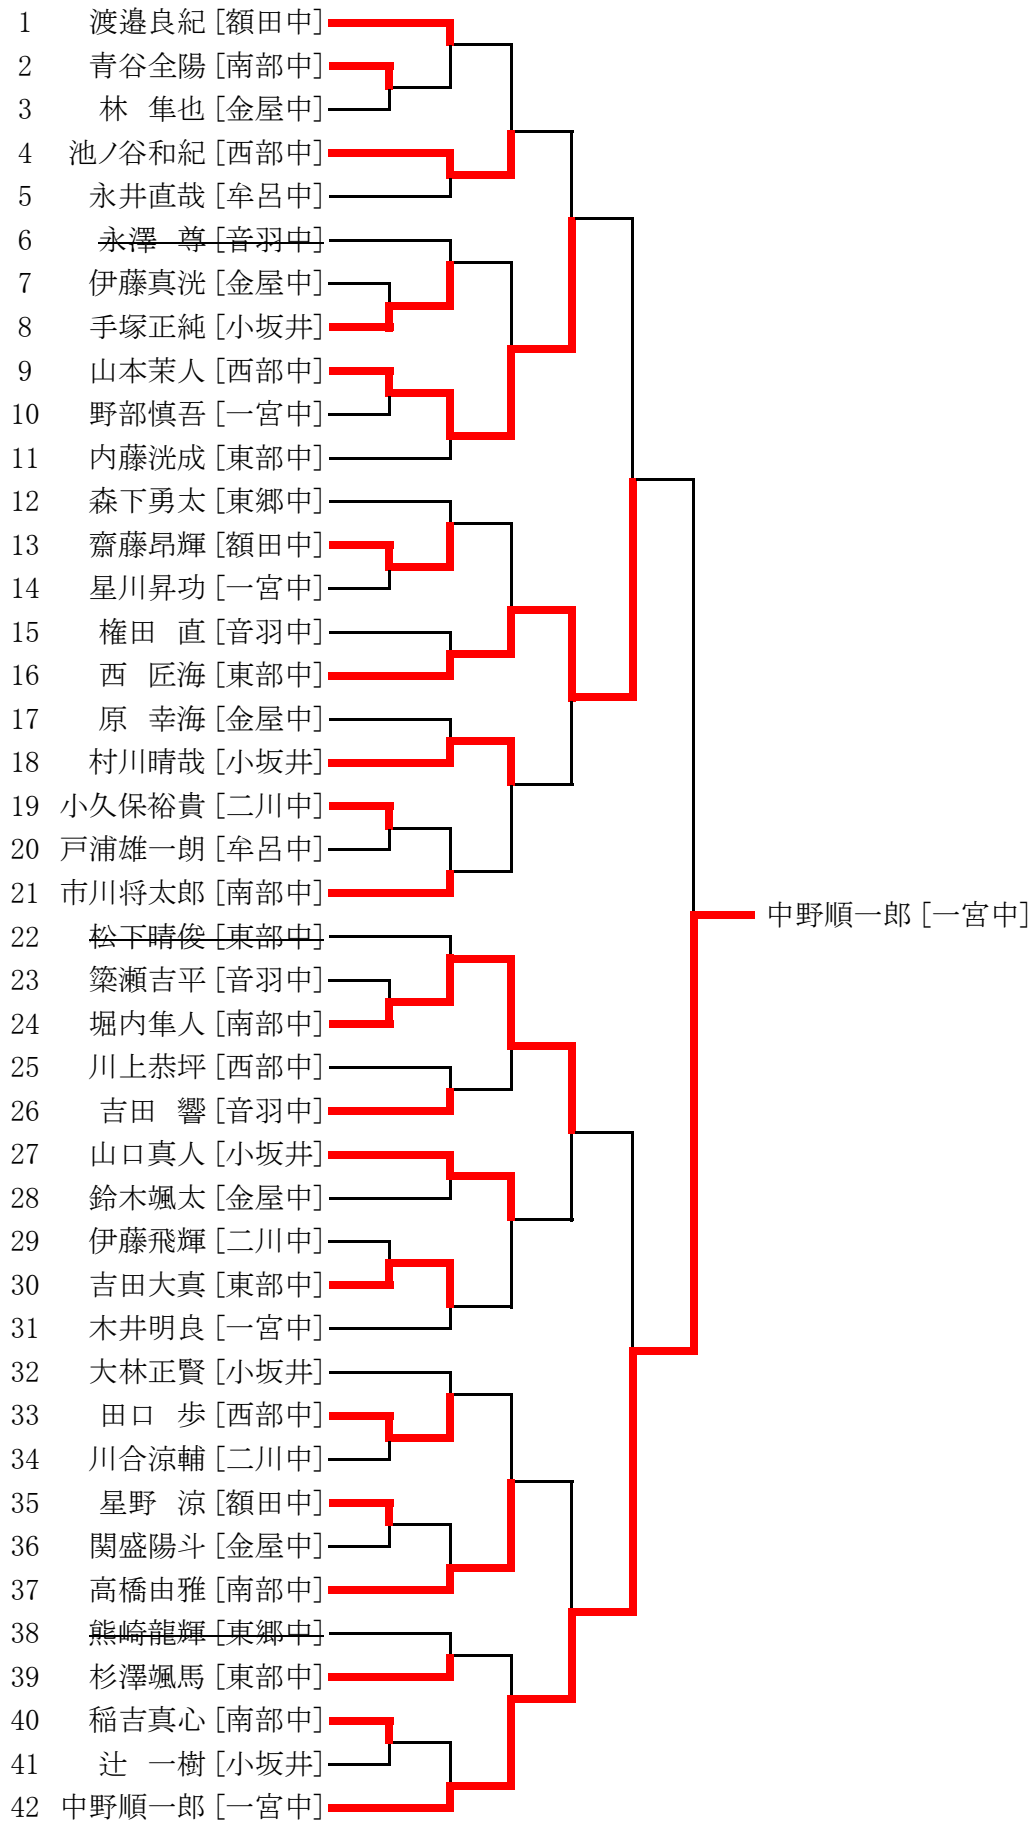 1 渡邉良紀 [額田中]
2 青谷全陽 [南部中]
3 林 隼也 [金屋中]
4 池ノ谷和紀 [西部中]
5 永井直哉 [牟呂中]
6 永澤 尊 [音羽中]
7 伊藤真洸 [金屋中]
8 手塚正純 [小坂井]
9 山本茉人 [西部中]
10 野部慎吾 [一宮中]
11 内藤洸成 [東部中]
12 森下勇太 [東郷中]
13 齋藤昂輝 [額田中]
14 星川昇功 [一宮中]
15 権田 直 [音羽中]
16 西 匠海 [東部中]
17 原 幸海 [金屋中]
18 村川晴哉 [小坂井]
19 小久保裕貴 [二川中]
20 戸浦雄一朗 [牟呂中]
21 市川将太郎 [南部中]
22 松下晴俊 [東部中]
23 簗瀬吉平 [音羽中]
24 堀内隼人 [南部中]
25 川上恭坪 [西部中]
26 吉田 響 [音羽中]
27 山口真人 [小坂井]
28 鈴木颯太 [金屋中]
29 伊藤飛輝 [二川中]
30 吉田大真 [東部中]
31 木井明良 [一宮中]
32 大林正賢 [小坂井]
33 田口 歩 [西部中]
34 川合涼輔 [二川中]
35 星野 涼 [額田中]
36 関盛陽斗 [金屋中]
37 高橋由雅 [南部中]
38 熊崎龍輝 [東郷中]
39 杉澤颯馬 [東部中]
40 稲吉真心 [南部中]
41 辻 一樹 [小坂井]
42 中野順一郎 [一宮中]
中野順一郎 [一宮中]